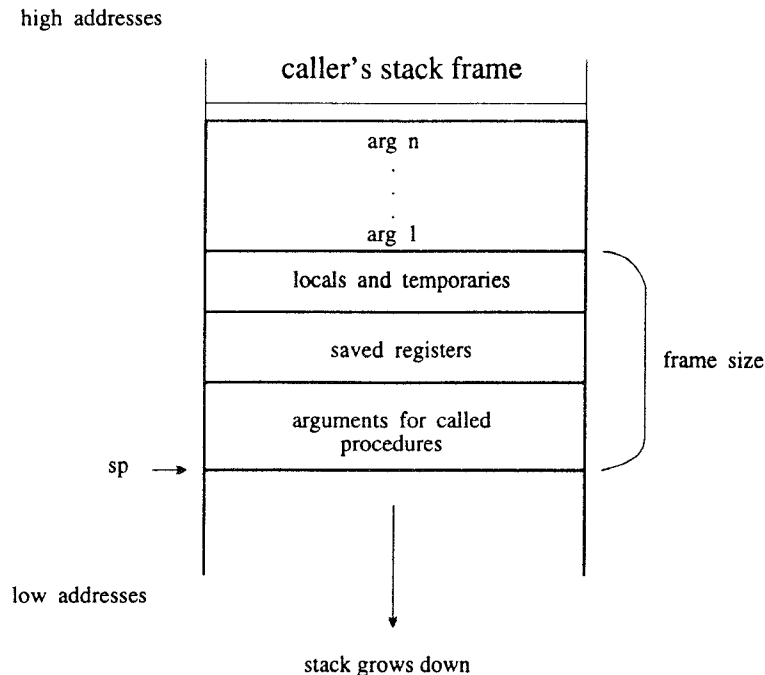 high addresses
caller's stack frame
arg n
.
.
.
arg 1
locals and temporaries
saved registers
frame size
arguments for called
procedures
sp
low addresses
stack grows down